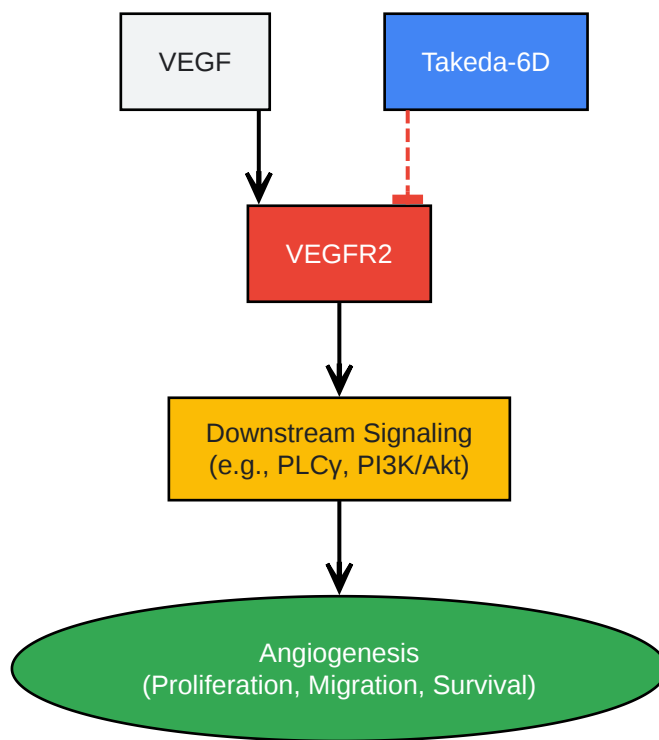 VEGF
Takeda-6D
VEGFR2
Downstream Signaling
(e.g., PLCγ, PI3K/Akt)
Angiogenesis
(Proliferation, Migration, Survival)